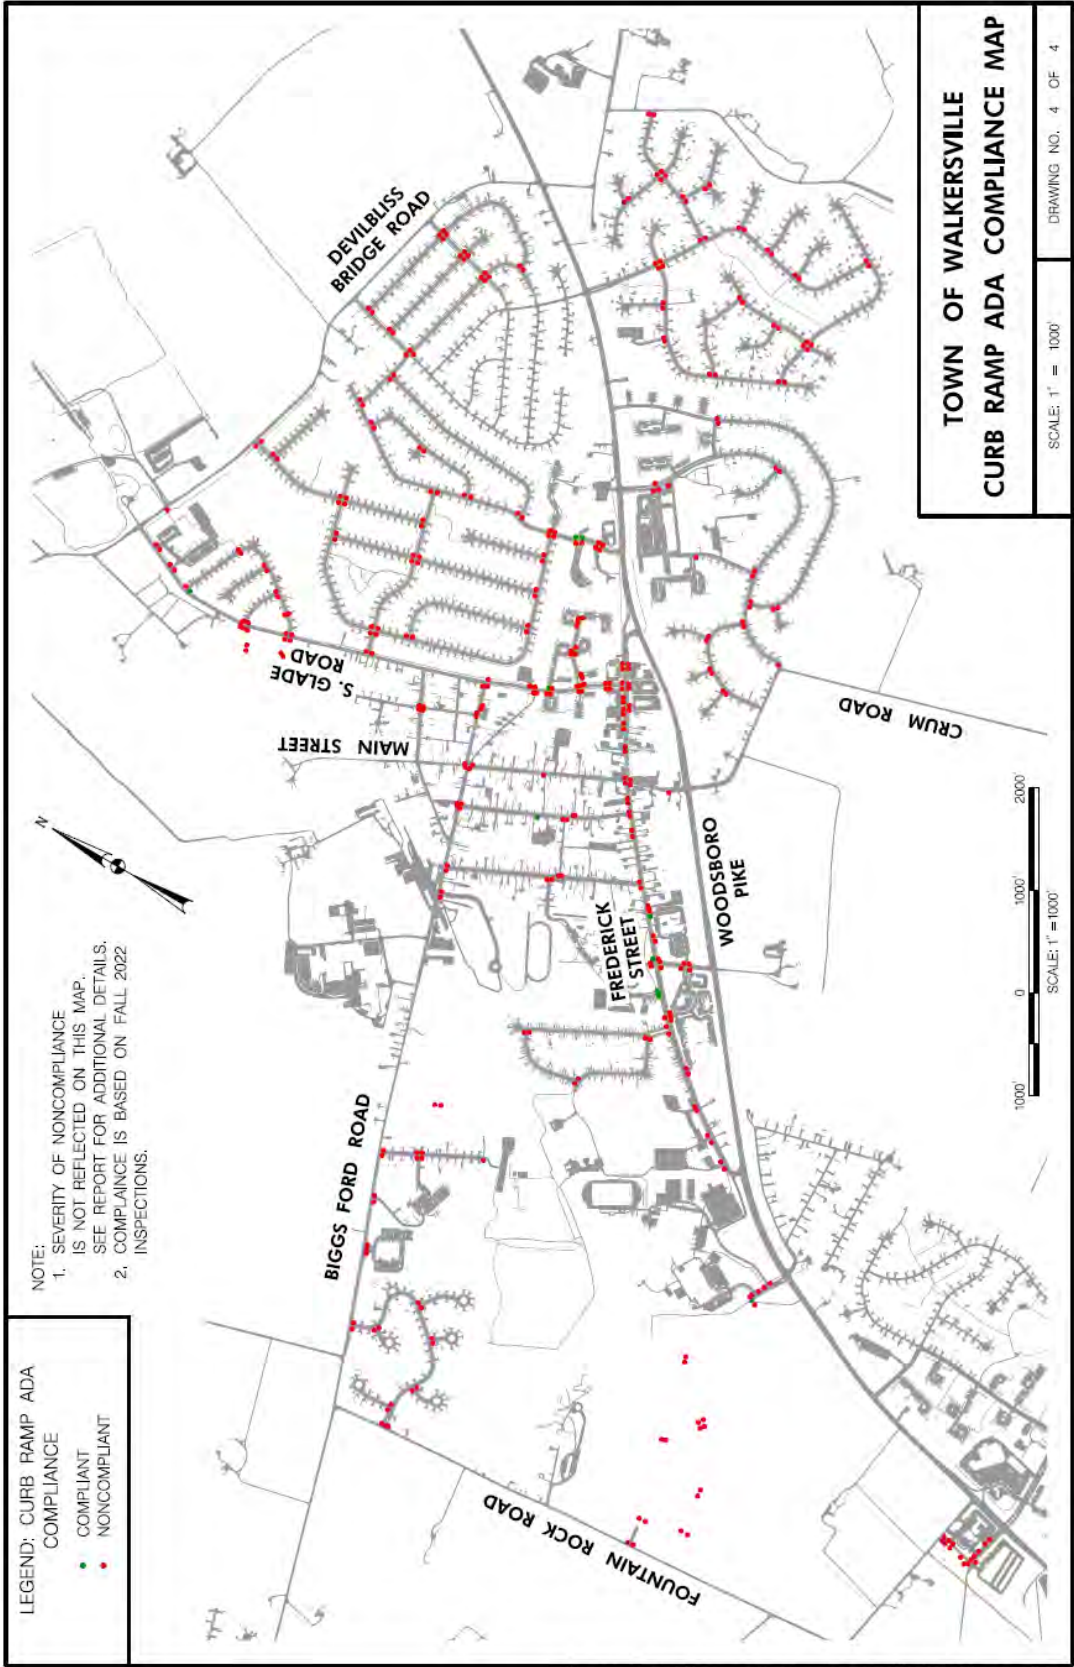 LEGEND: CURB RAMP ADA
COMPLIANCE
COMPLIANT
NONCOMPLIANT
NOTE:
1. SEVERITY OF NONCOMPLIANCE
IS NOT REFLECTED ON THIS MAP.
SEE REPORT FOR ADDITIONAL DETAILS.
2. COMPLAINCE IS BASED ON FALL 2022
INSPECTIONS.
N
DEVILBLISS
BRIDGE ROAD
S. GLADE
ROAD
MAIN STREET
BIGGS FORD ROAD
FREDERICK
STREET
WOODSBORO
PIKE
CRUM ROAD
FOUNTAIN ROCK ROAD
1000' 0 1000' 2000'
SCALE: 1" =1000'
TOWN OF WALKERSVILLE
CURB RAMP ADA COMPLIANCE MAP
SCALE: 1" = 1000'
DRAWING NO. 4 OF 4